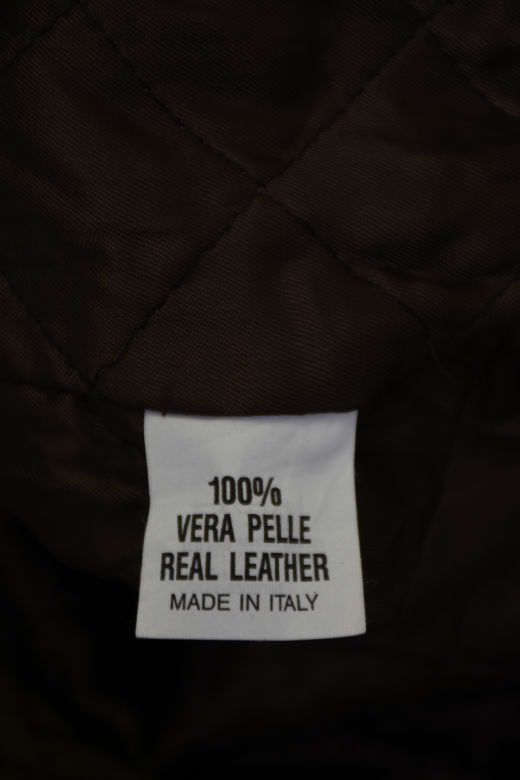 100%
VERA PELLE
REAL LEATHER
MADE IN ITALY